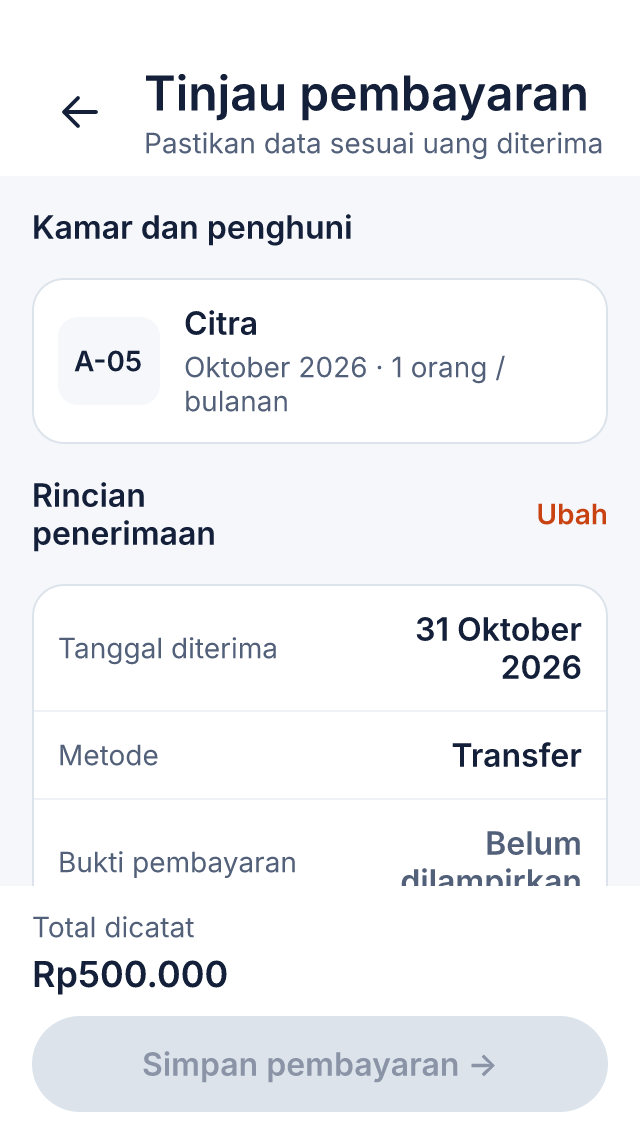 Tinjau pembayaran
Pastikan data sesuai uang diterima
Kamar dan penghuni
A-05
Citra
Oktober 2026 · 1 orang /
bulanan
Rincian
penerimaan
Ubah
Tanggal diterima
31 Oktober
2026
Metode
Transfer
Bukti pembayaran
Belum
dilampirkan
Total dicatat
Rp500.000
Simpan pembayaran →